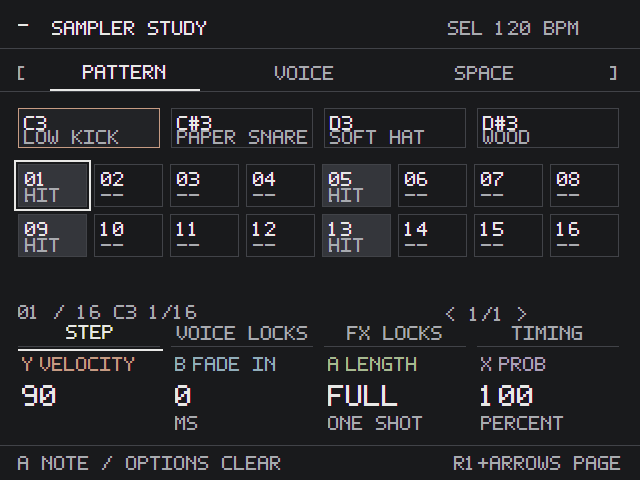 – SAMPLER STUDY SEL 120 BPM
[ PATTERN VOICE SPACE ]
C3 C#3 D3 D#3
LOW KICK PAPER SNARE SOFT HAT WOOD
01 02 03 04 05 06 07 08
HIT -- -- -- HIT -- -- --
09 10 11 12 13 14 15 16
HIT -- -- -- HIT -- -- --
01 / 16 C3 1/16 < 1/1 >
STEP VOICE LOCKS FX LOCKS TIMING
Y VELOCITY B FADE IN A LENGTH X PROB
90 0 FULL 100
MS ONE SHOT PERCENT
A NOTE / OPTIONS CLEAR R1+ARROWS PAGE